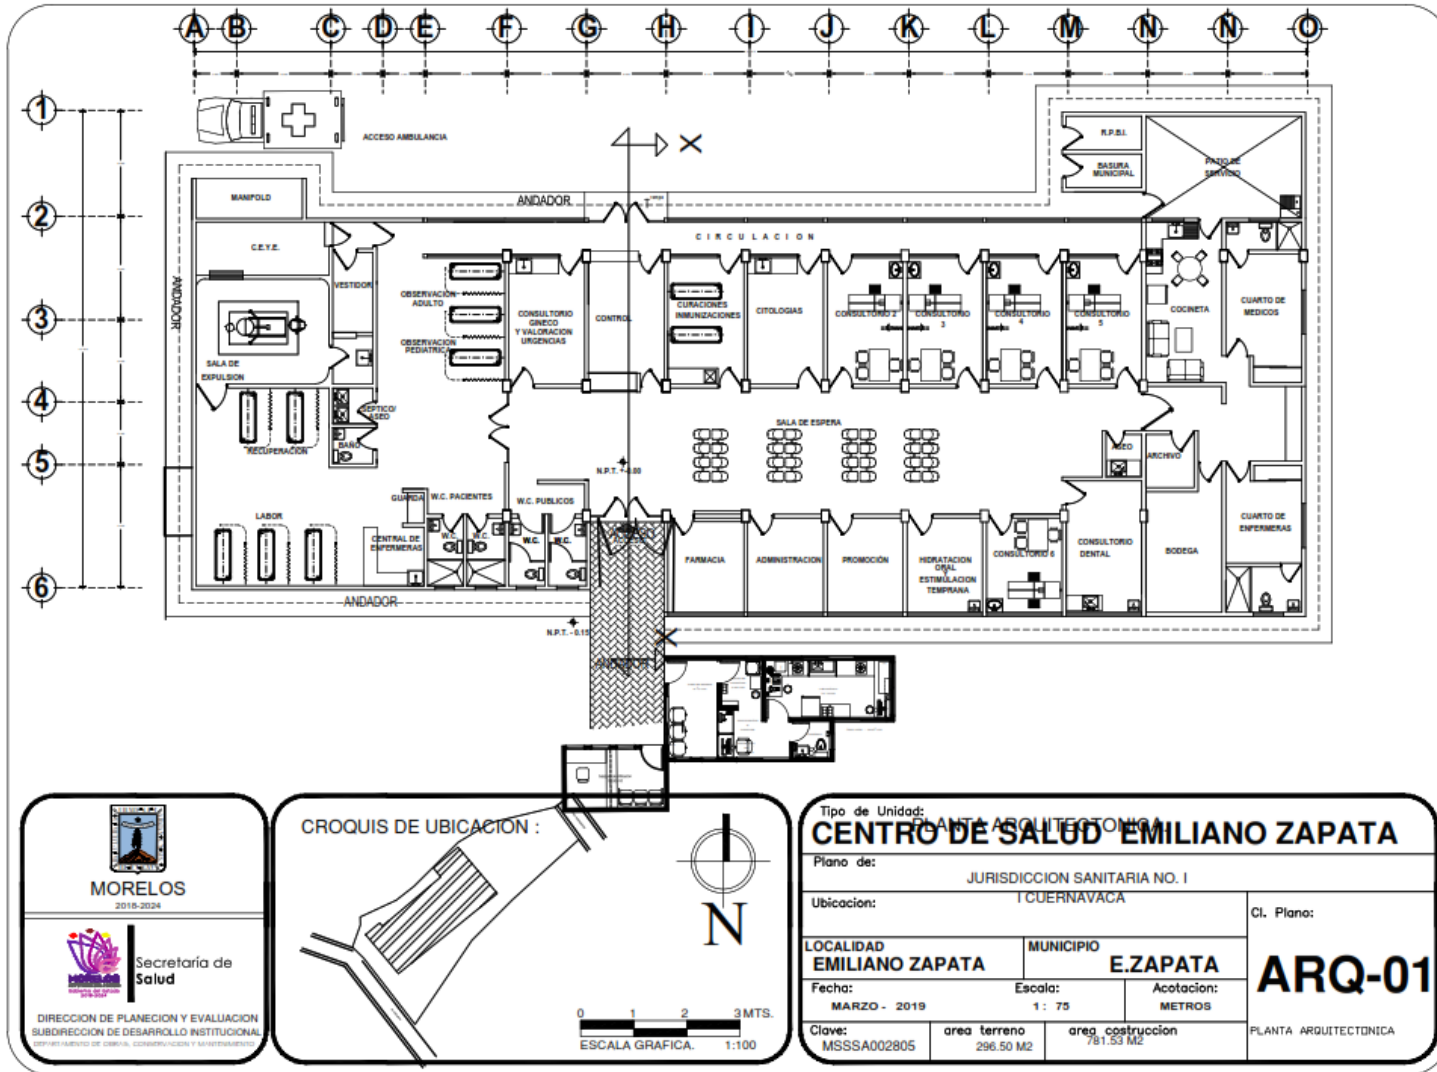 A B C D E F G H I J K L M N Ñ O
1
2
3
4
5
6
ACCESO AMBULANCIA
X
R.P.B.I.
BASURA
MUNICIPAL
PATIO DE
SERVICIO
MANIFOLD
ANDADOR
CIRCULACION
C.E.Y.E.
VESTIDOR
ANDADOR
OBSERVACION
ADULTO
OBSERVACION
PEDIATRICA
CONSULTORIO
GINECO
Y VALORACION
URGENCIAS
CONTROL
CURACIONES
INMUNIZACIONES
CITOLOGIAS
CONSULTORIO 2
CONSULTORIO
3
CONSULTORIO
4
CONSULTORIO
5
COCINETA
CUARTO DE
MEDICOS
SALA DE
EXPULSION
SEPTICO/
ASEO
BAÑO
RECUPERACION
SALA DE ESPERA
N.P.T. +-0.00
ASEO
ARCHIVO
GUARDA
W.C. PACIENTES
W.C. PUBLICOS
LABOR
CENTRAL DE
ENFERMERAS
W.C.
W.C.
W.C.
W.C.
FARMACIA
ADMINISTRACION
PROMOCIÓN
HIDRATACION
ORAL
Y
ESTIMULACION
TEMPRANA
CONSULTORIO 6
CONSULTORIO
DENTAL
BODEGA
CUARTO DE
ENFERMERAS
ANDADOR
N.P.T. -0.15
X
ANDADOR
MORELOS
2018-2024
Secretaría de
Salud
MORELOS
DIRECCION DE PLANECION Y EVALUACION
SUBDIRECCION DE DESARROLLO INSTITUCIONAL
DEPARTAMENTO DE OBRAS, CONSERVACION Y MANTENIMIENTO
CROQUIS DE UBICACION :
N
0 1 2 3 MTS.
ESCALA GRAFICA. 1:100
Tipo de Unidad:
PLANTA ARQUITECTONICA
CENTRO DE SALUD EMILIANO ZAPATA
Plano de:
JURISDICCION SANITARIA NO. I
I CUERNAVACA
Ubicacion:
Cl. Plano:
LOCALIDAD
EMILIANO ZAPATA
MUNICIPIO
E.ZAPATA
ARQ-01
Fecha:
MARZO - 2019
Escala:
1 : 75
Acotacion:
METROS
Clave:
MSSSA002805
area terreno
296.50 M2
area costruccion
781.53 M2
PLANTA ARQUITECTONICA